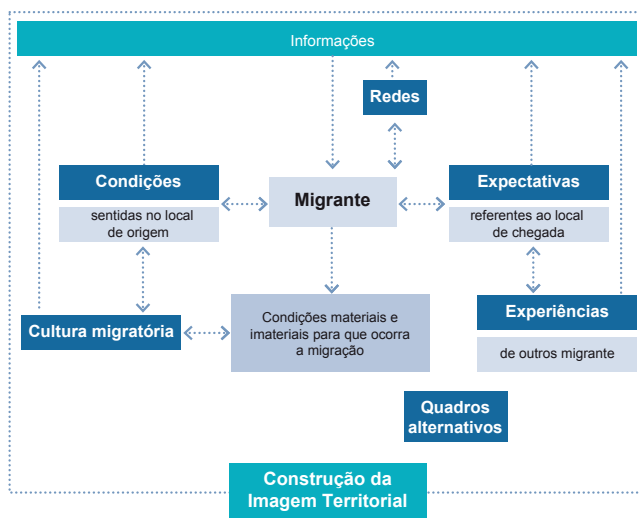 Informações
Redes
Condições
sentidas no local
de origem
Migrante
Expectativas
referentes ao local
de chegada
Cultura migratória
Condições materiais e
imateriais para que ocorra
a migração
Experiências
de outros migrante
Quadros
alternativos
Construção da
Imagem Territorial